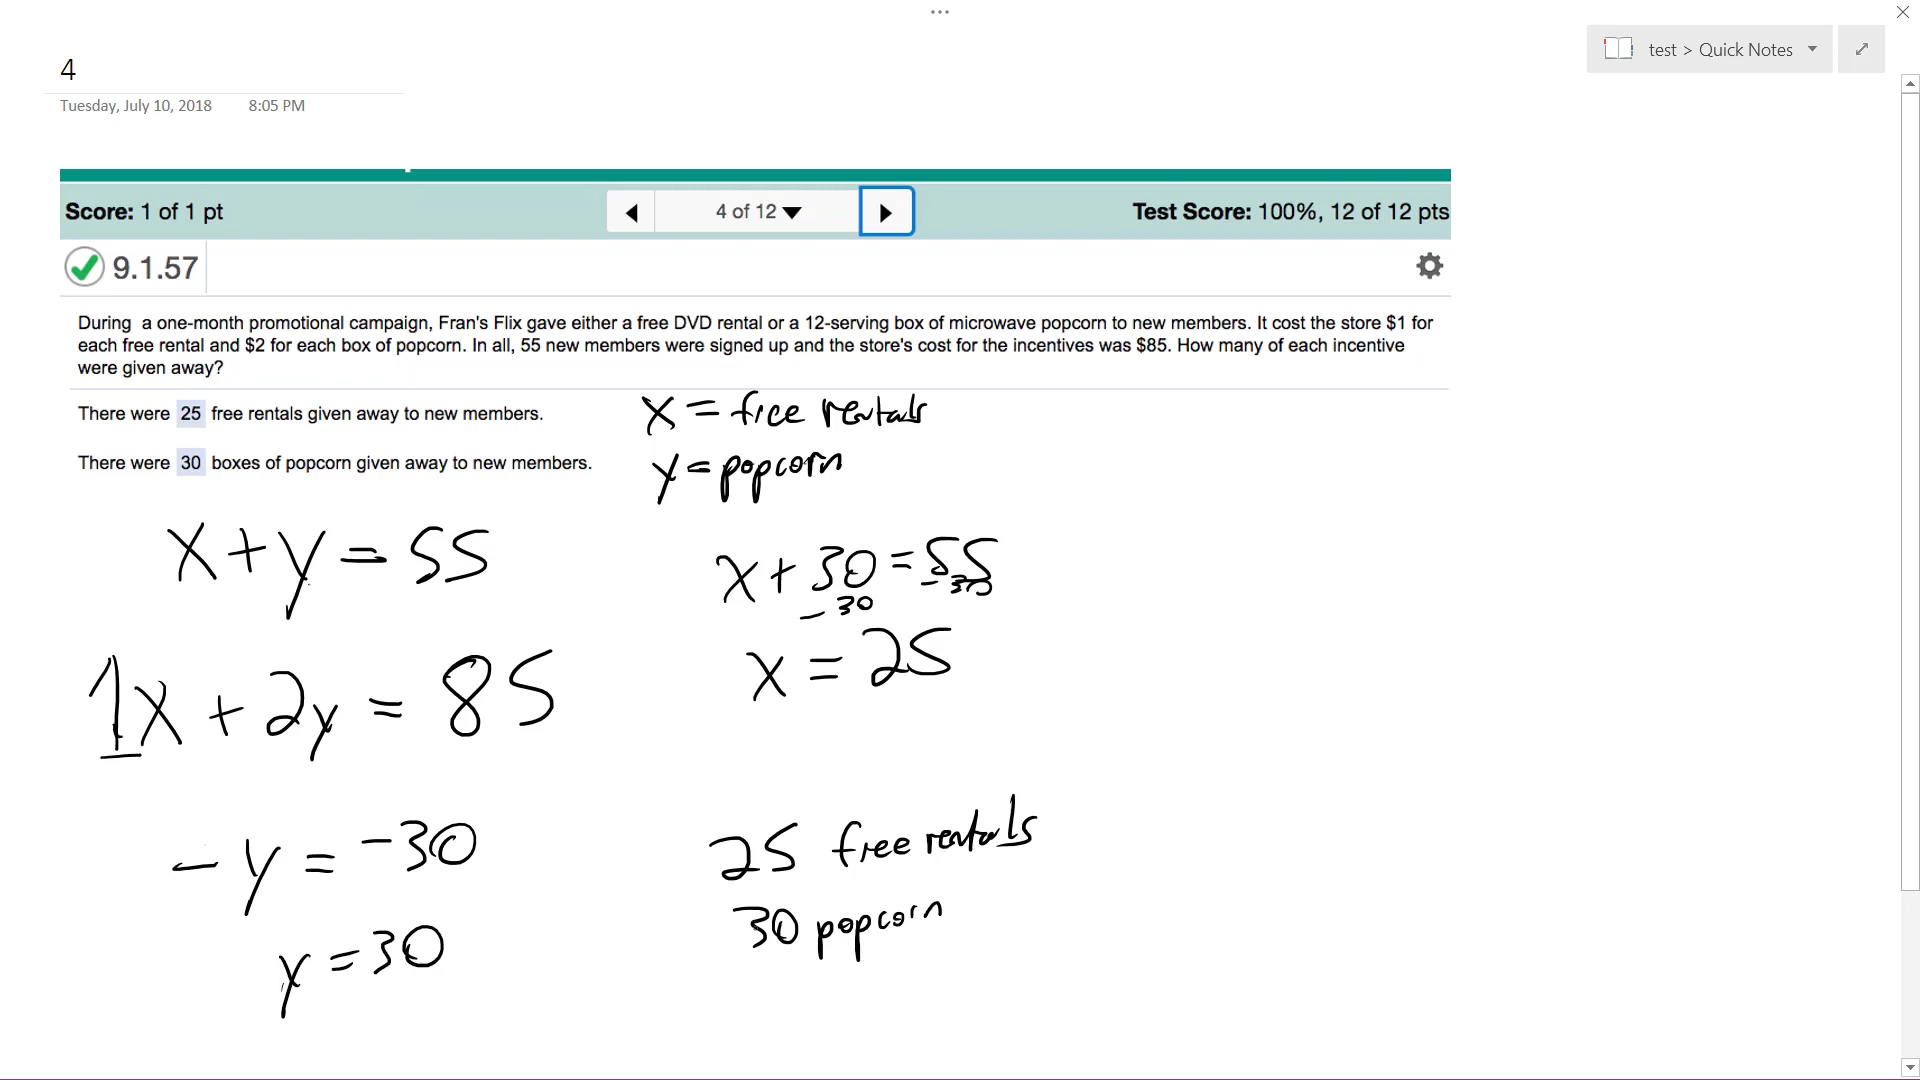 ...
test > Quick Notes
4
Tuesday, July 10, 2018 8:05 PM
Score: 1 of 1 pt
4 of 12
Test Score: 100%, 12 of 12 pts
9.1.57
During a one-month promotional campaign, Fran's Flix gave either a free DVD rental or a 12-serving box of microwave popcorn to new members. It cost the store $1 for
each free rental and $2 for each box of popcorn. In all, 55 new members were signed up and the store's cost for the incentives was $85. How many of each incentive
were given away?
There were 25 free rentals given away to new members.
There were 30 boxes of popcorn given away to new members.
x = free rentals
y = popcorn
x + y = 55
1x + 2y = 85
- y = -30
y = 30
x + 30 = 55
- 30 - 30
x = 25
25 free rentals
30 popcorn